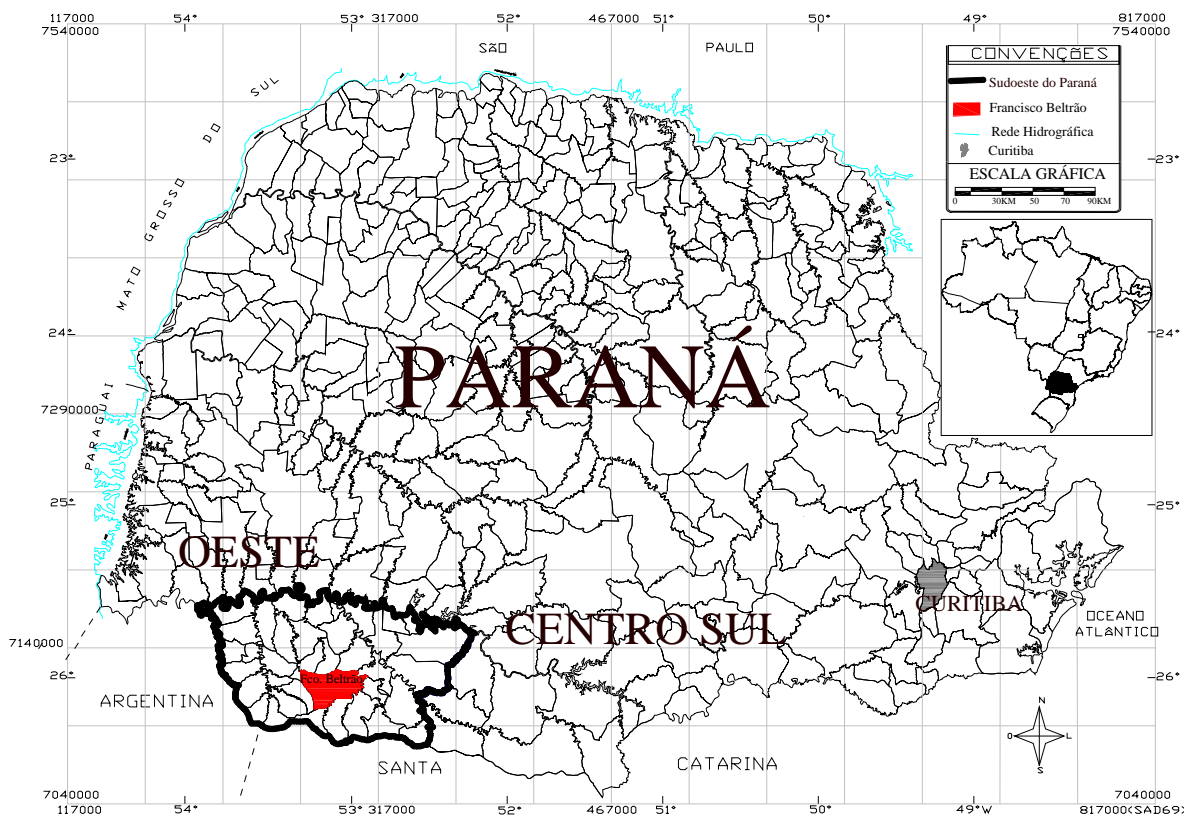 117000 54° 53° 317000 52° 467000 51° 50° 49° 817000
7540000 7540000
SÃO PAULO
MATO GROSSO DO SUL
CONVENÇÕES
Sudoeste do Paraná
Francisco Beltrão
Rede Hidrográfica
Curitiba
ESCALA GRÁFICA
0 30KM 50 70 90KM
23° 23°
24° 24°
PARANÁ
7290000
PARAGUAI
25° 25°
OESTE
CURITIBA
CENTRO SUL
OCEANO
ATLÂNTICO
7140000
26° 26°
Fco. Beltrão
ARGENTINA
N
O L
S
SANTA CATARINA
7040000 7040000
117000 54° 53° 317000 52° 467000 51° 50° 49°W 817000(SAD69)